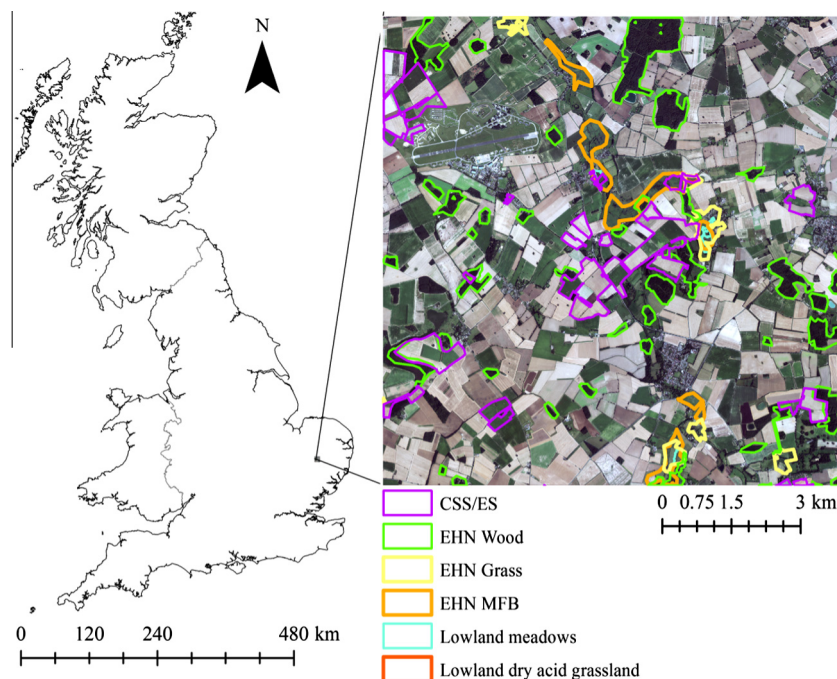 N
0 120 240 480 km
CSS/ES
EHN Wood
EHN Grass
EHN MFB
Lowland meadows
Lowland dry acid grassland
0 0.75 1.5 3 km